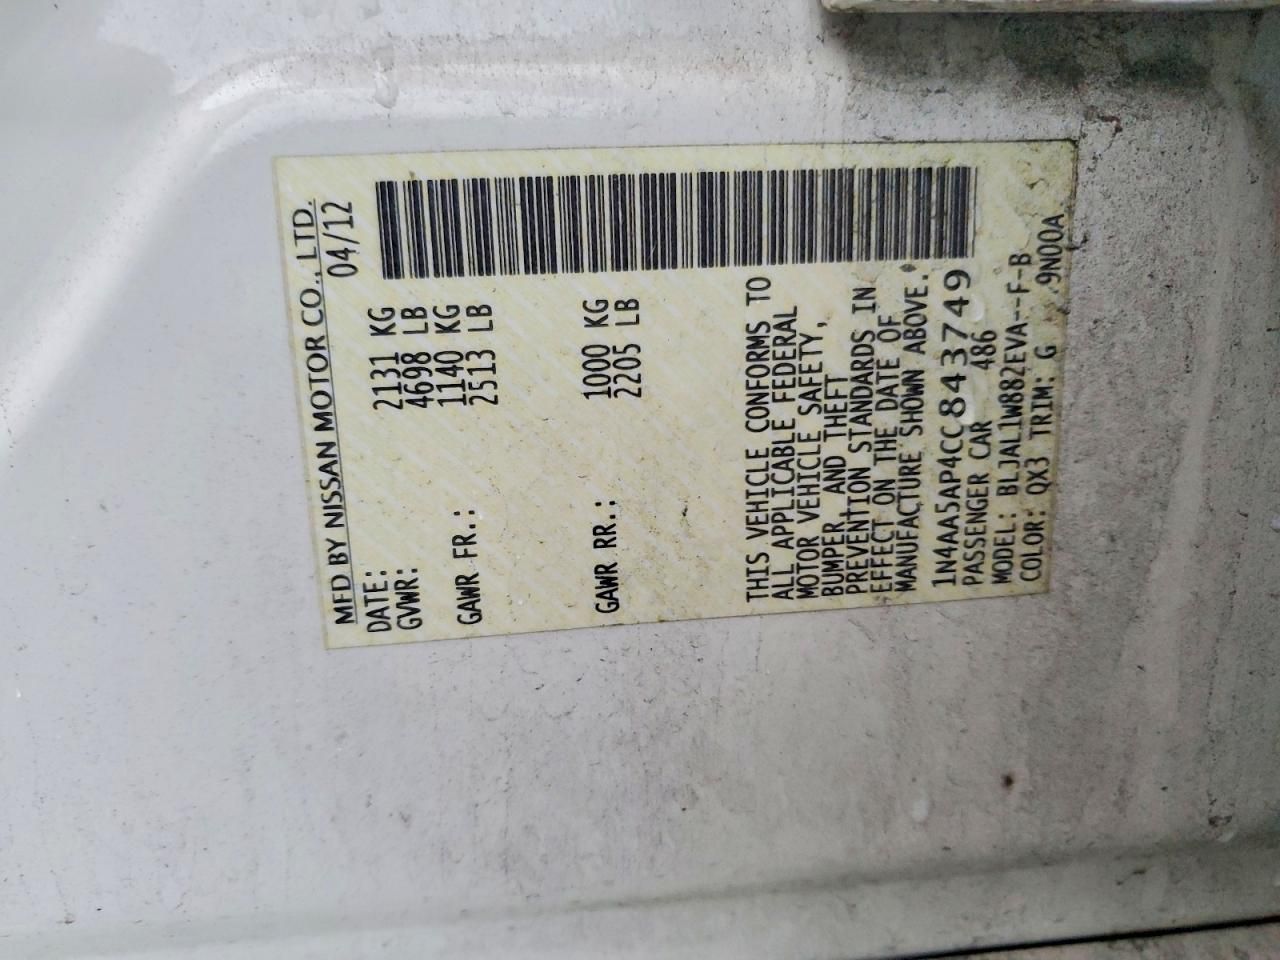 MFD BY NISSAN MOTOR CO., LTD.
DATE: 04/12
GVWR: 2131 KG
4698 LB
GAWR FR.: 1140 KG
2513 LB
GAWR RR.: 1000 KG
2205 LB
THIS VEHICLE CONFORMS TO
ALL APPLICABLE FEDERAL
MOTOR VEHICLE SAFETY,
BUMPER, AND THEFT
PREVENTION STANDARDS IN
EFFECT ON THE DATE OF
MANUFACTURE SHOWN ABOVE.
1N4AA5AP4CC843749
PASSENGER CAR 486
MODEL: BLJAL1W882EVA--F-B
COLOR: QX3 TRIM: G 9N00A